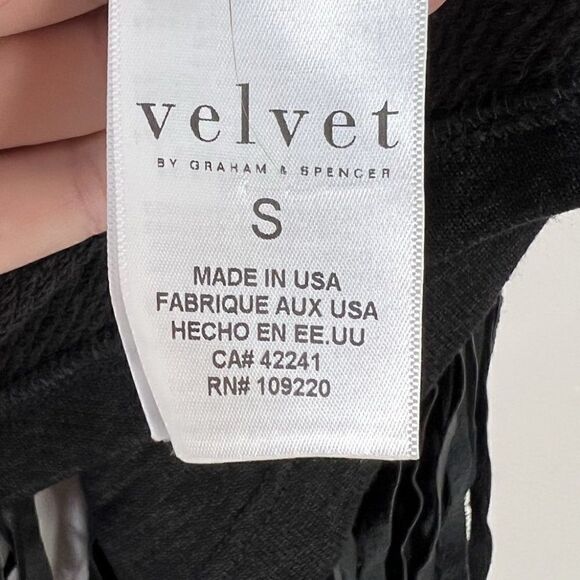 velvet
BY GRAHAM & SPENCER
S
MADE IN USA
FABRIQUE AUX USA
HECHO EN EE.UU
CA# 42241
RN# 109220